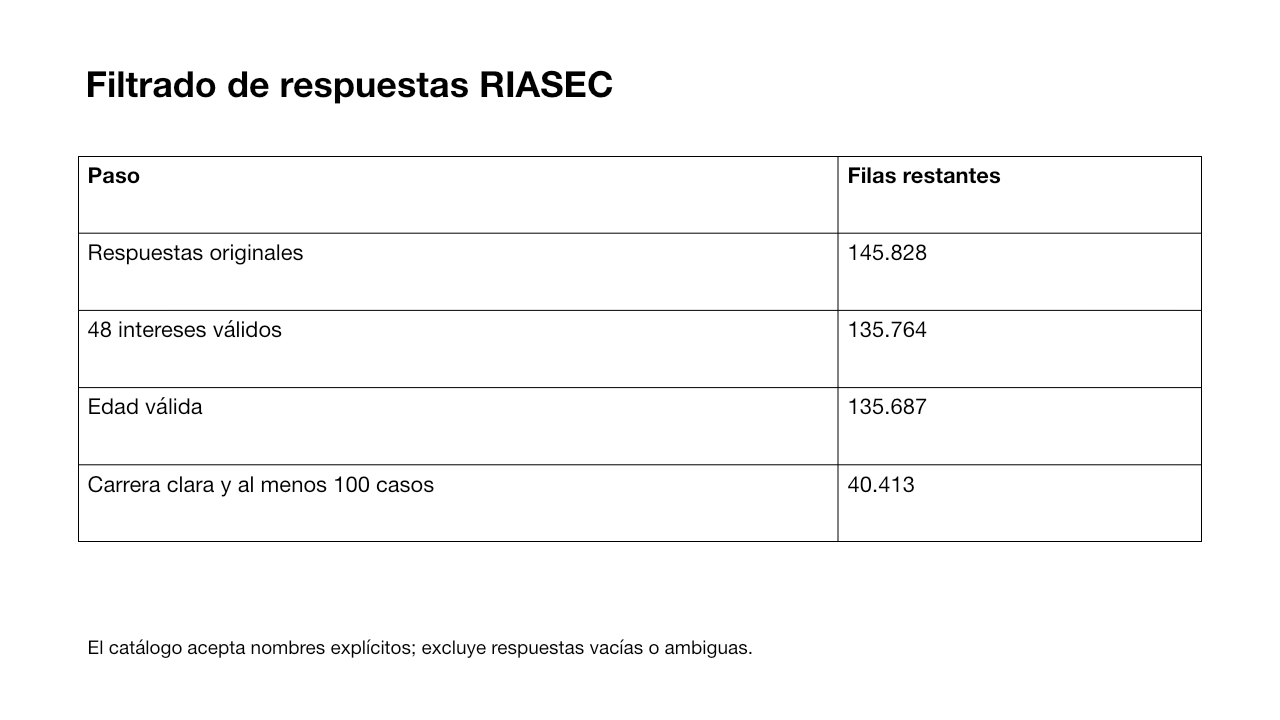 Filtrado de respuestas RIASEC
Paso Filas restantes
Respuestas originales 145.828
48 intereses válidos 135.764
Edad válida 135.687
Carrera clara y al menos 100 casos 40.413
El catálogo acepta nombres explícitos; excluye respuestas vacías o ambiguas.